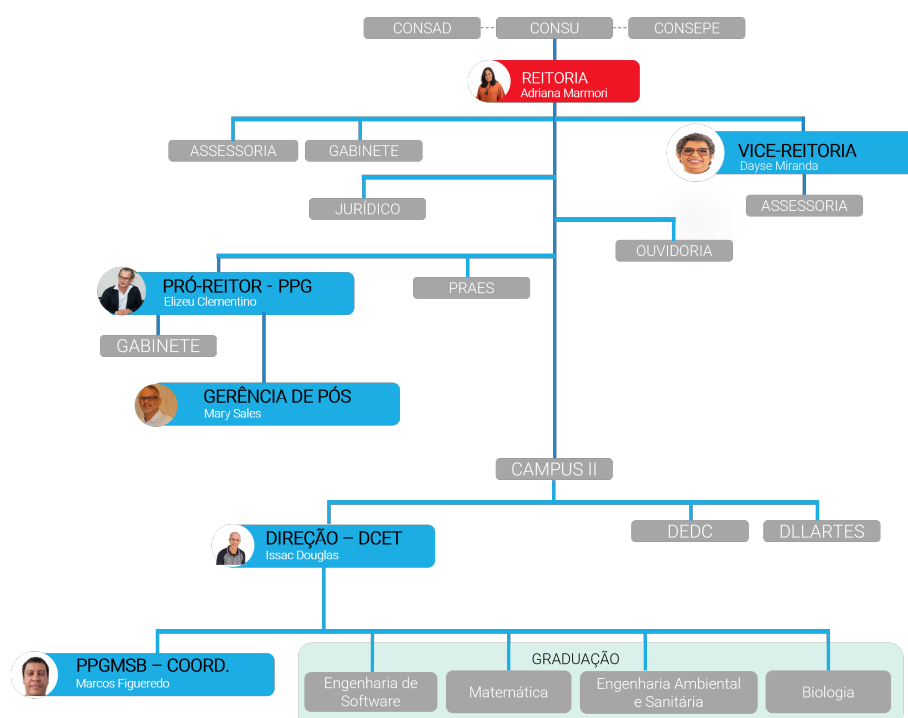 CONSAD
CONSU
CONSEPE
REITORIA
Adriana Marmori
ASSESSORIA
GABINETE
VICE-REITORIA
Dayse Miranda
ASSESSORIA
JURÍDICO
OUVIDORIA
PRÓ-REITOR - PPG
Elizeu Clementino
PRAES
GABINETE
GERÊNCIA DE PÓS
Mary Sales
CAMPUS II
DIREÇÃO – DCET
Issac Douglas
DEDC
DLLARTES
PPGMSB – COORD.
Marcos Figueredo
GRADUAÇÃO
Engenharia de
Software
Matemática
Engenharia Ambiental
e Sanitária
Biologia